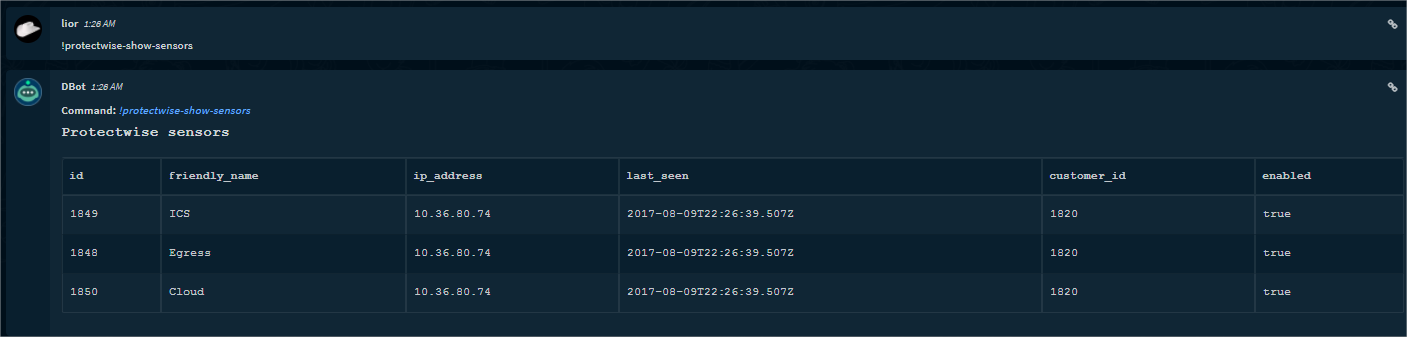 lior 1:26 AM
!protectwise-show-sensors
DBot 1:26 AM
Command: !protectwise-show-sensors
Protectwise sensors
id friendly_name ip_address last_seen customer_id enabled
1849 ICS 10.36.80.74 2017-08-09T22:26:39.507Z 1820 true
1848 Egress 10.36.80.74 2017-08-09T22:26:39.507Z 1820 true
1850 Cloud 10.36.80.74 2017-08-09T22:26:39.507Z 1820 true